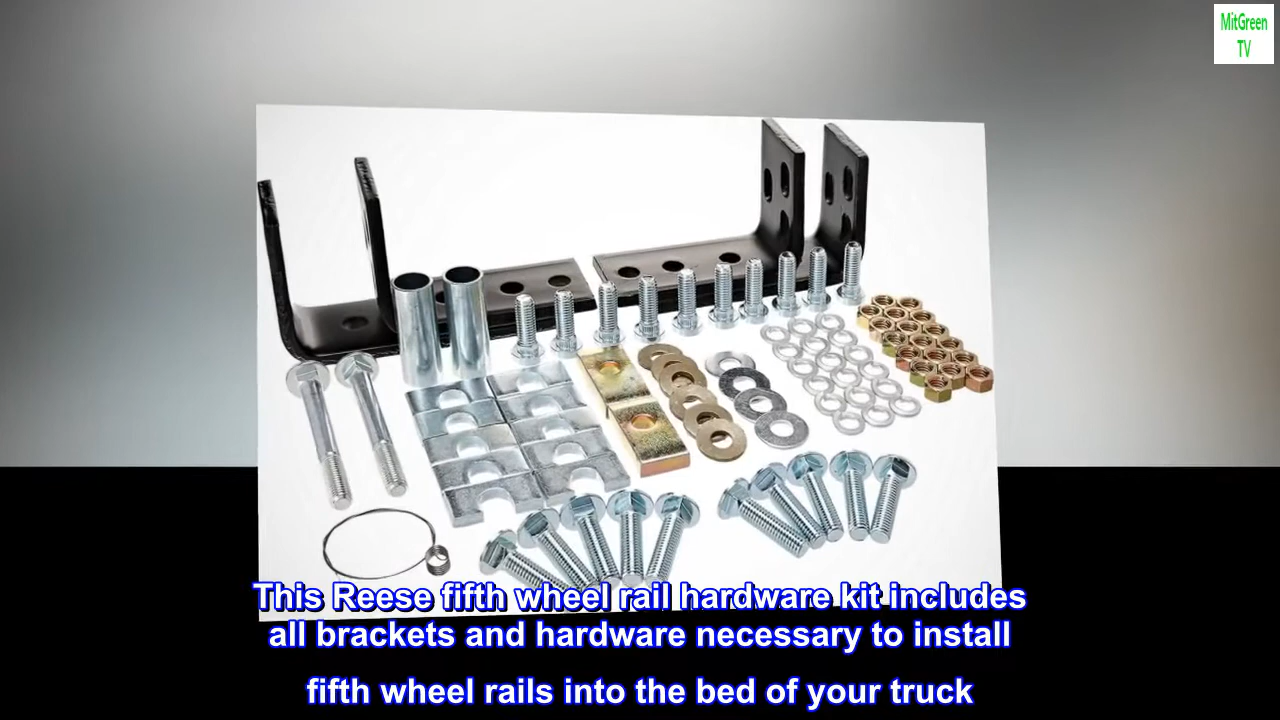 MitGreen
TV
This Reese fifth wheel rail hardware kit includes
all brackets and hardware necessary to install
fifth wheel rails into the bed of your truck